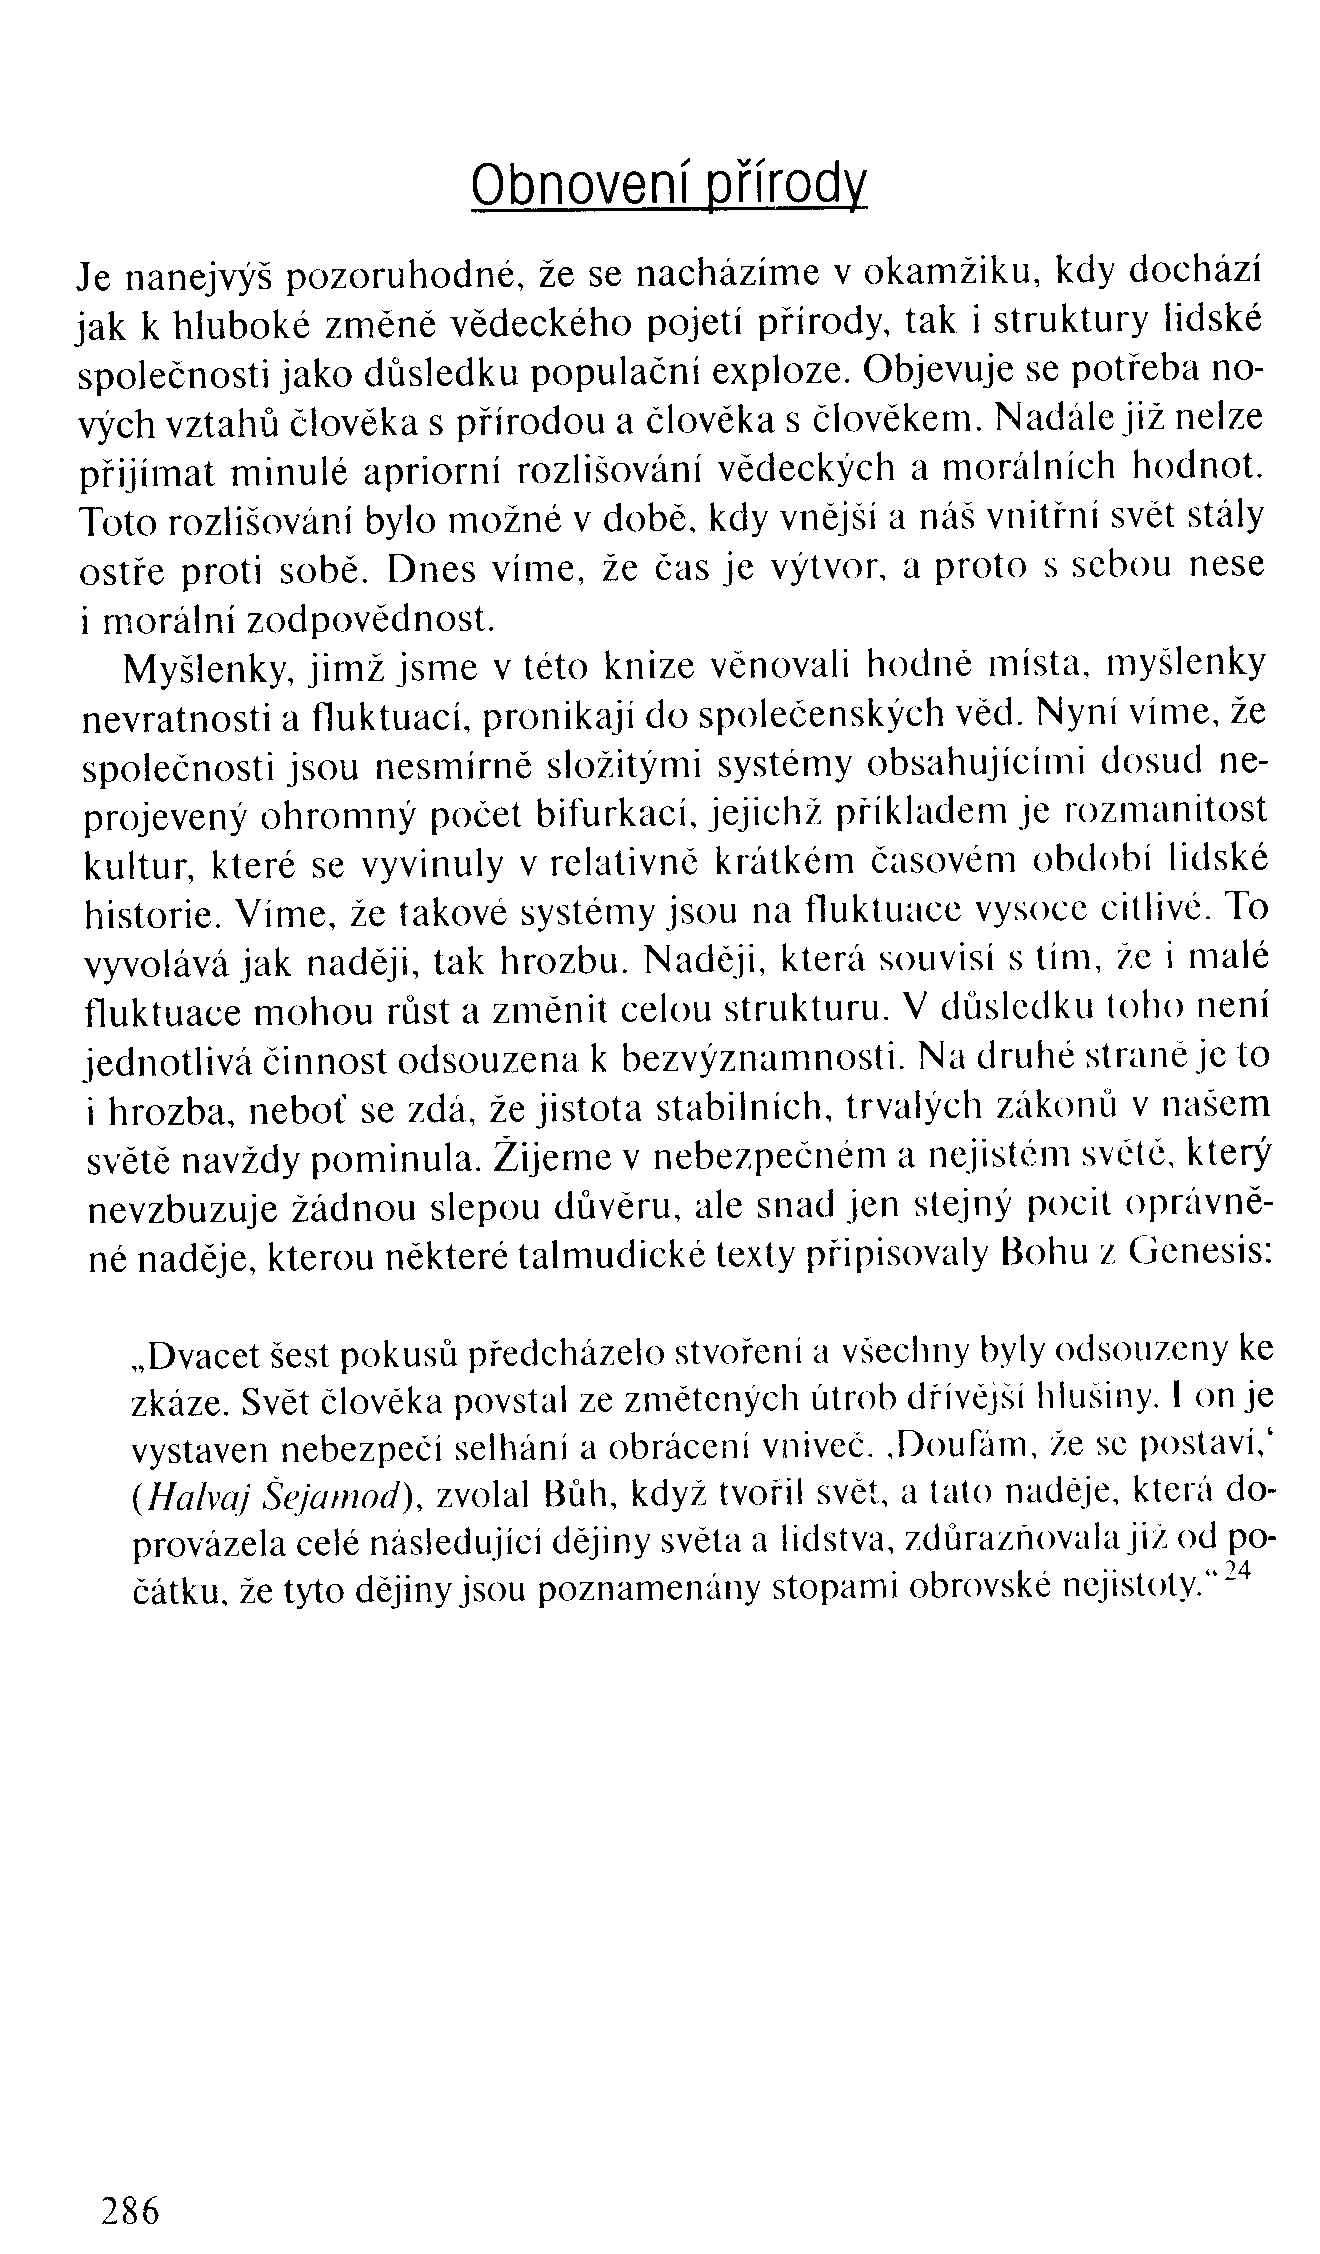 Obnovení přírody
Je nanejvýš pozoruhodné, že se nacházíme v okamžiku, kdy dochází
jak k hluboké změně vědeckého pojetí přírody, tak i struktury lidské
společnosti jako důsledku populační exploze. Objevuje se potřeba no-
vých vztahů člověka s přírodou a člověka s člověkem. Nadále již nelze
přijímat minulé apriorní rozlišování vědeckých a morálních hodnot.
Toto rozlišování bylo možné v době, kdy vnější a náš vnitřní svět stály
ostře proti sobě. Dnes víme, že čas je výtvor, a proto s sebou nese
i morální zodpovědnost.
Myšlenky, jimž jsme v této knize věnovali hodně místa, myšlenky
nevratnosti a fluktuací, pronikají do společenských věd. Nyní víme, že
společnosti jsou nesmírně složitými systémy obsahujícími dosud ne-
projevený ohromný počet bifurkací, jejichž příkladem je rozmanitost
kultur, které se vyvinuly v relativně krátkém časovém období lidské
historie. Víme, že takové systémy jsou na fluktuace vysoce citlivé. To
vyvolává jak naději, tak hrozbu. Naději, která souvisí s tím, že i malé
fluktuace mohou růst a změnit celou strukturu. V důsledku toho není
jednotlivá činnost odsouzena k bezvýznamnosti. Na druhé straně je to
i hrozba, neboť se zdá, že jistota stabilních, trvalých zákonů v našem
světě navždy pominula. Žijeme v nebezpečném a nejistém světě, který
nevzbuzuje žádnou slepou důvěru, ale snad jen stejný pocit oprávně-
né naděje, kterou některé talmudické texty připisovaly Bohu z Genesis:
„Dvacet šest pokusů předcházelo stvoření a všechny byly odsouzeny ke
zkáze. Svět člověka povstal ze změtených útrob dřívější hlušiny. I on je
vystaven nebezpečí selhání a obrácení vniveč. ‚Doufám, že se postaví,‘
(Halvaj Šejamod), zvolal Bůh, když tvořil svět, a tato naděje, která do-
provázela celé následující dějiny světa a lidstva, zdůrazňovala již od po-
čátku, že tyto dějiny jsou poznamenány stopami obrovské nejistoty.“24
286